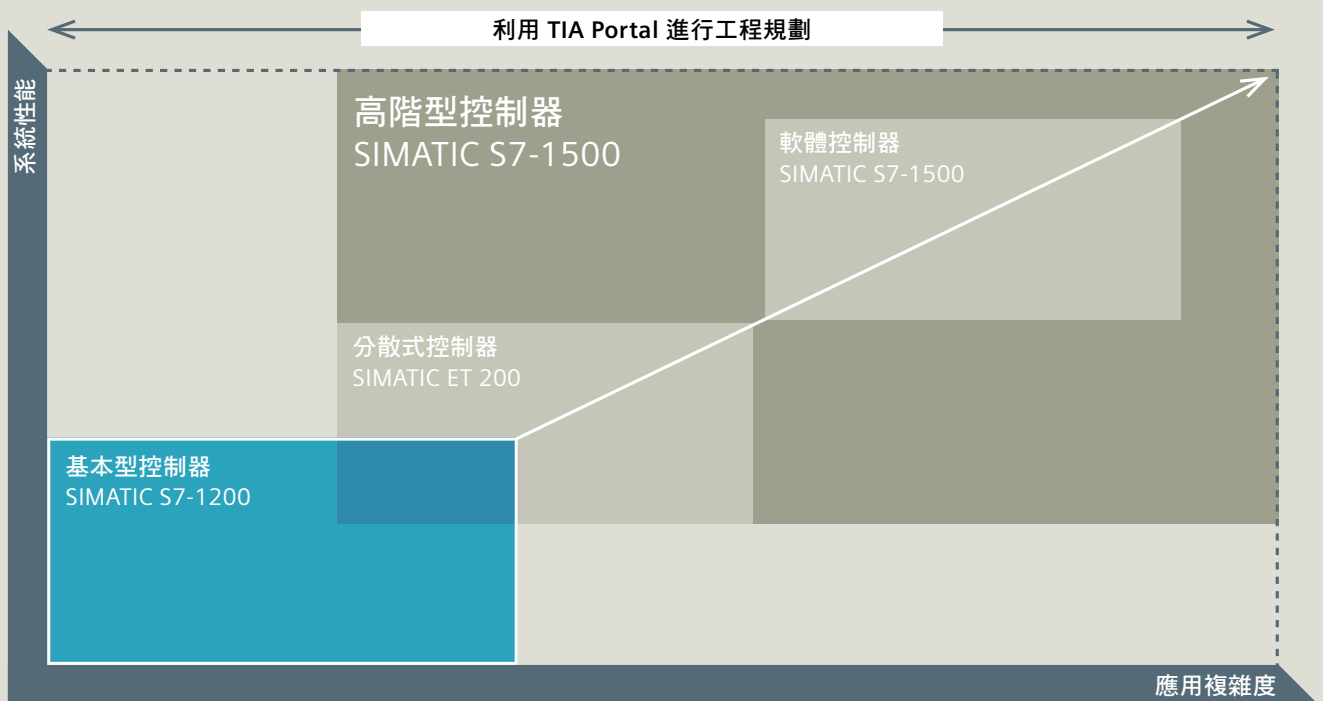 利用 TIA Portal 進行工程規劃
系統性能
高階型控制器
SIMATIC S7-1500
軟體控制器
SIMATIC S7-1500
分散式控制器
SIMATIC ET 200
基本型控制器
SIMATIC S7-1200
應用複雜度